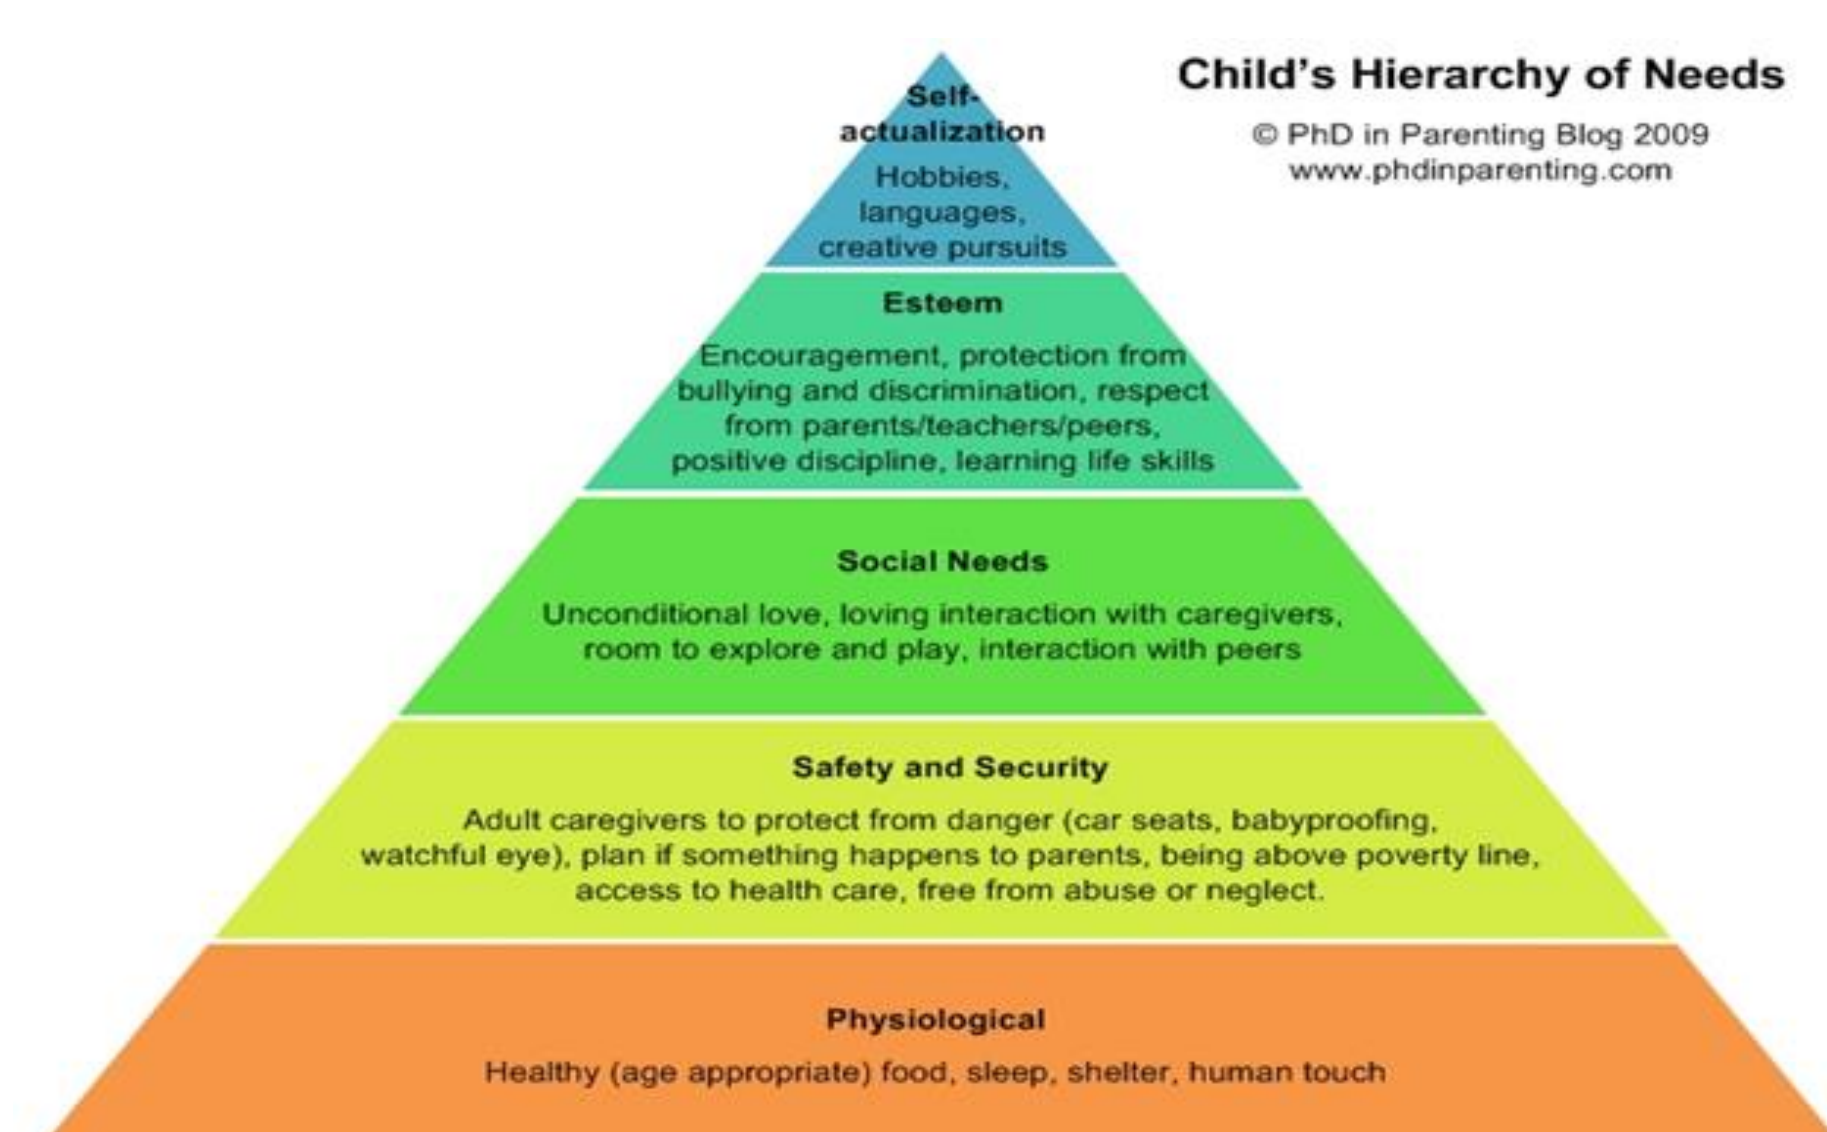 Child's Hierarchy of Needs
© PhD in Parenting Blog 2009
www.phdinparenting.com
Self-
actualization
Hobbies,
languages,
creative pursuits
Esteem
Encouragement, protection from
bullying and discrimination, respect
from parents/teachers/peers,
positive discipline, learning life skills
Social Needs
Unconditional love, loving interaction with caregivers,
room to explore and play, interaction with peers
Safety and Security
Adult caregivers to protect from danger (car seats, babyproofing,
watchful eye), plan if something happens to parents, being above poverty line,
access to health care, free from abuse or neglect.
Physiological
Healthy (age appropriate) food, sleep, shelter, human touch